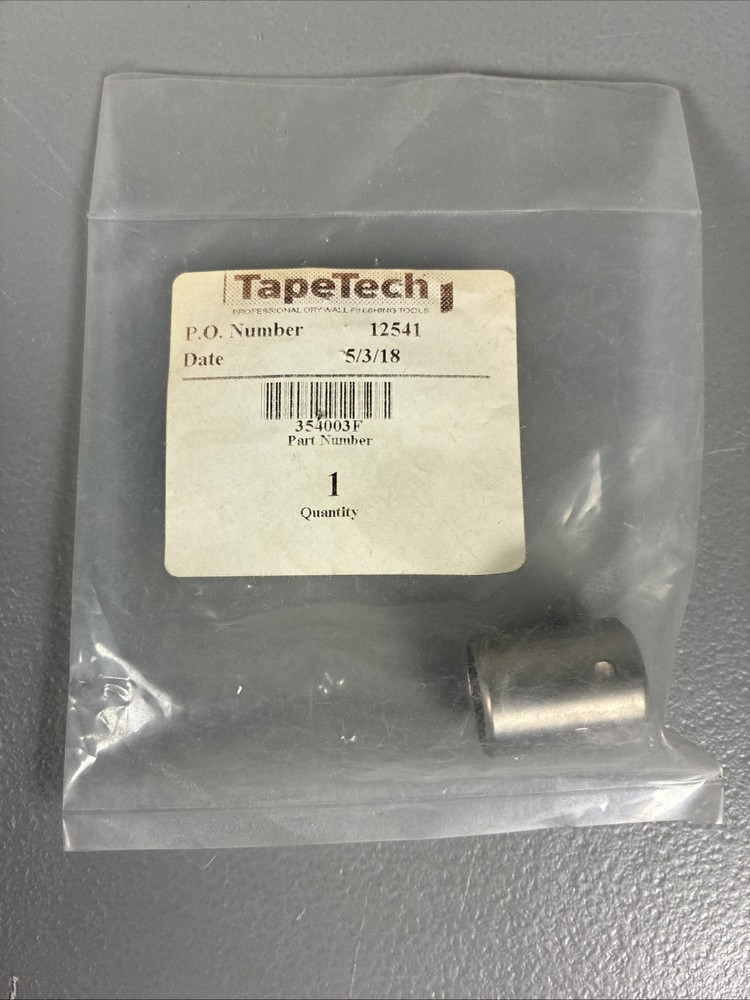 TapeTech
PROFESSIONAL DRYWALL FINISHING TOOLS
P.O. Number 12541
Date 5/3/18
354003F
Part Number
1
Quantity